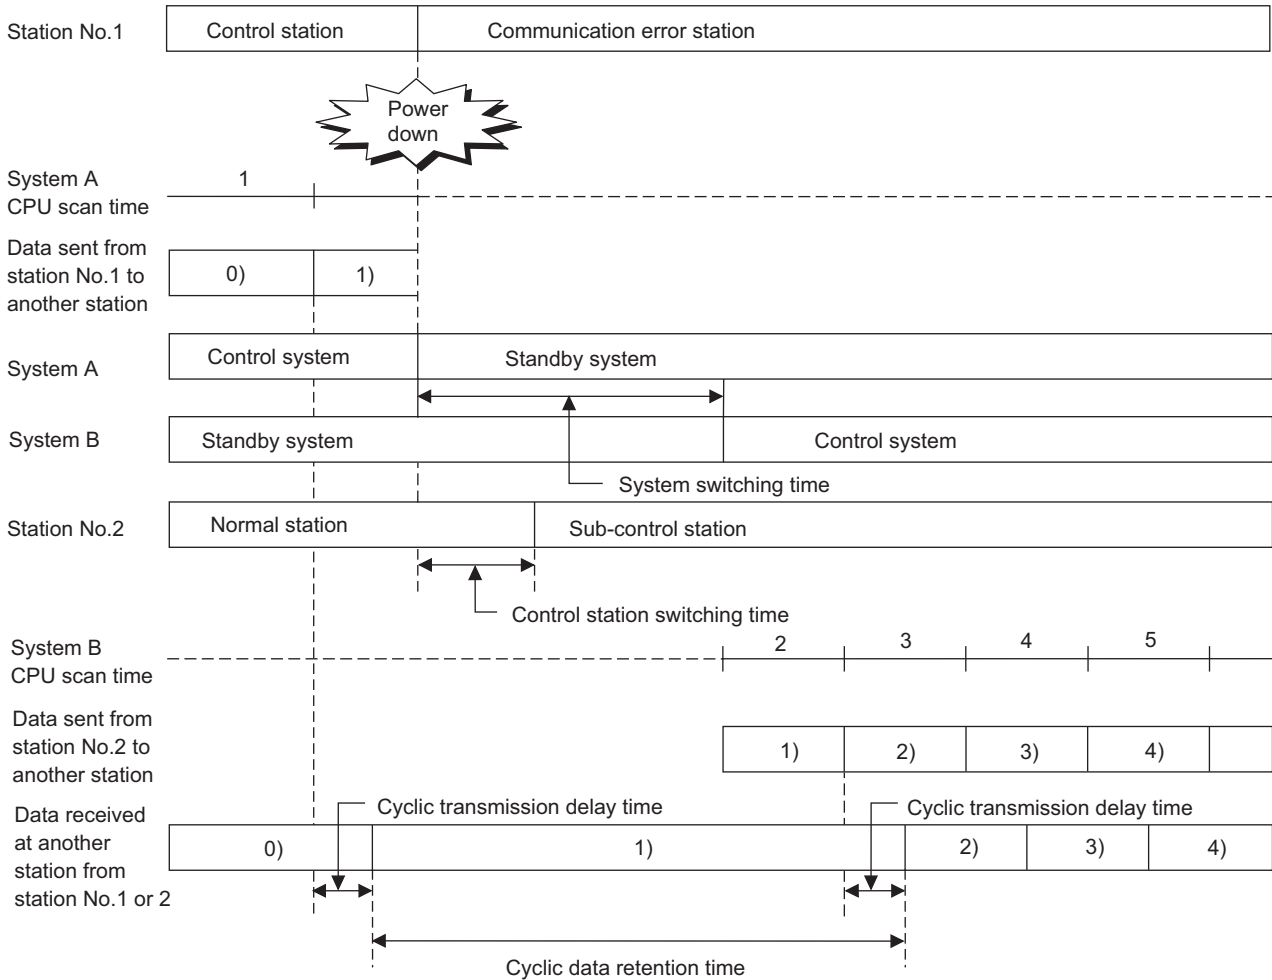 Station No.1
Control station
Communication error station
Power
down
System A
CPU scan time
1
Data sent from
station No.1 to
another station
0)
1)
System A
Control system
Standby system
System B
Standby system
Control system
System switching time
Station No.2
Normal station
Sub-control station
Control station switching time
System B
CPU scan time
2
3
4
5
Data sent from
station No.2 to
another station
1)
2)
3)
4)
Data received
at another
station from
station No.1 or 2
Cyclic transmission delay time
Cyclic transmission delay time
0)
1)
2)
3)
4)
Cyclic data retention time